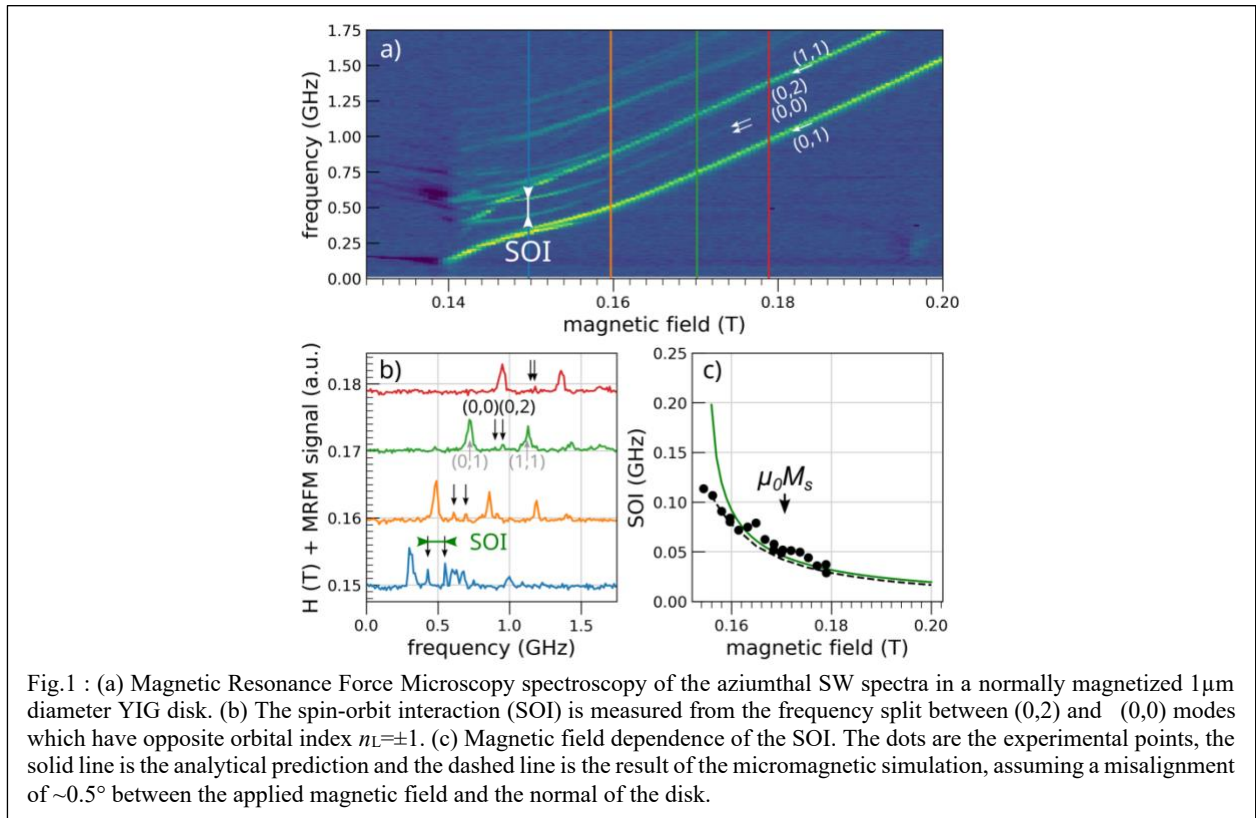 a)
1.75
1.50
1.25
1.00
0.75
0.50
0.25
0.00
frequency (GHz)
(1,1)
(0,2)
(0,0)
(0,1)
SOI
0.14 0.16 0.18 0.20
magnetic field (T)
b)
H (T) + MRFM signal (a.u.)
0.18
0.17
0.16
0.15
(0,0)(0,2)
(0,1) (1,1)
SOI
0.0 0.5 1.0 1.5
frequency (GHz)
c)
SOI (GHz)
0.25
0.20
0.15
0.10
0.05
0.00
μ₀Mₛ
0.16 0.18 0.20
magnetic field (T)
Fig.1 : (a) Magnetic Resonance Force Microscopy spectroscopy of the aziumthal SW spectra in a normally magnetized 1μm
diameter YIG disk. (b) The spin-orbit interaction (SOI) is measured from the frequency split between (0,2) and (0,0) modes
which have opposite orbital index nL=±1. (c) Magnetic field dependence of the SOI. The dots are the experimental points, the
solid line is the analytical prediction and the dashed line is the result of the micromagnetic simulation, assuming a misalignment
of ~0.5° between the applied magnetic field and the normal of the disk.